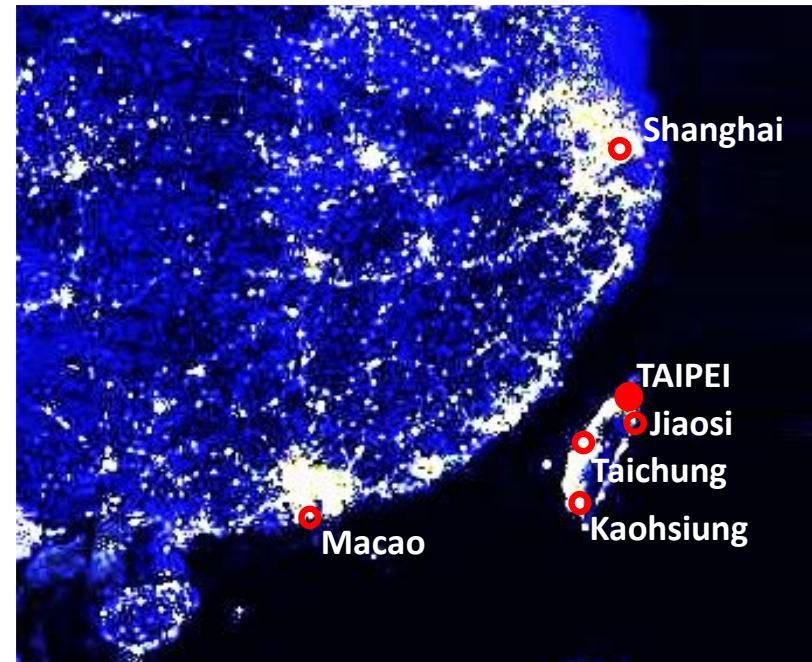 Shanghai
TAIPEI
Jiaosi
Taichung
Kaohsiung
Macao